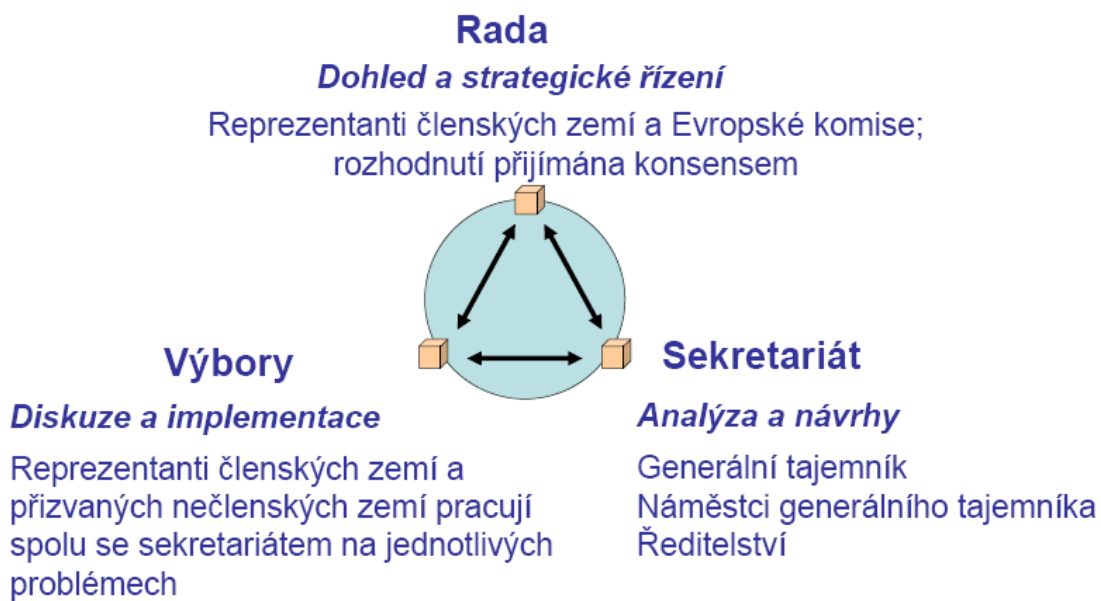 Rada
Dohled a strategické řízení
Reprezentanti členských zemí a Evropské komise;
rozhodnutí přijímána konsensem
Výbory
Diskuze a implementace
Reprezentanti členských zemí a
přizvaných nečlenských zemí pracují
spolu se sekretariátem na jednotlivých
problémech
Sekretariát
Analýza a návrhy
Generální tajemník
Náměstci generálního tajemníka
Ředitelství